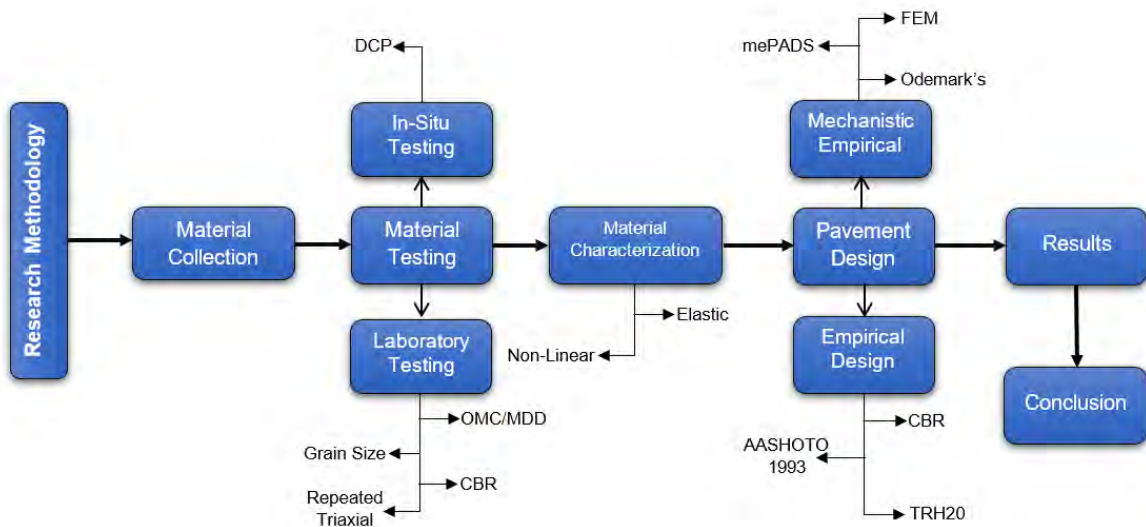 Research Methodology
Material
Collection
DCP
In-Situ
Testing
Material
Testing
Laboratory
Testing
OMC/MDD
Grain Size
CBR
Repeated
Triaxial
Material
Characterization
Elastic
Non-Linear
FEM
mePADS
Odemark's
Mechanistic
Empirical
Pavement
Design
Empirical
Design
CBR
AASHOTO
1993
TRH20
Results
Conclusion